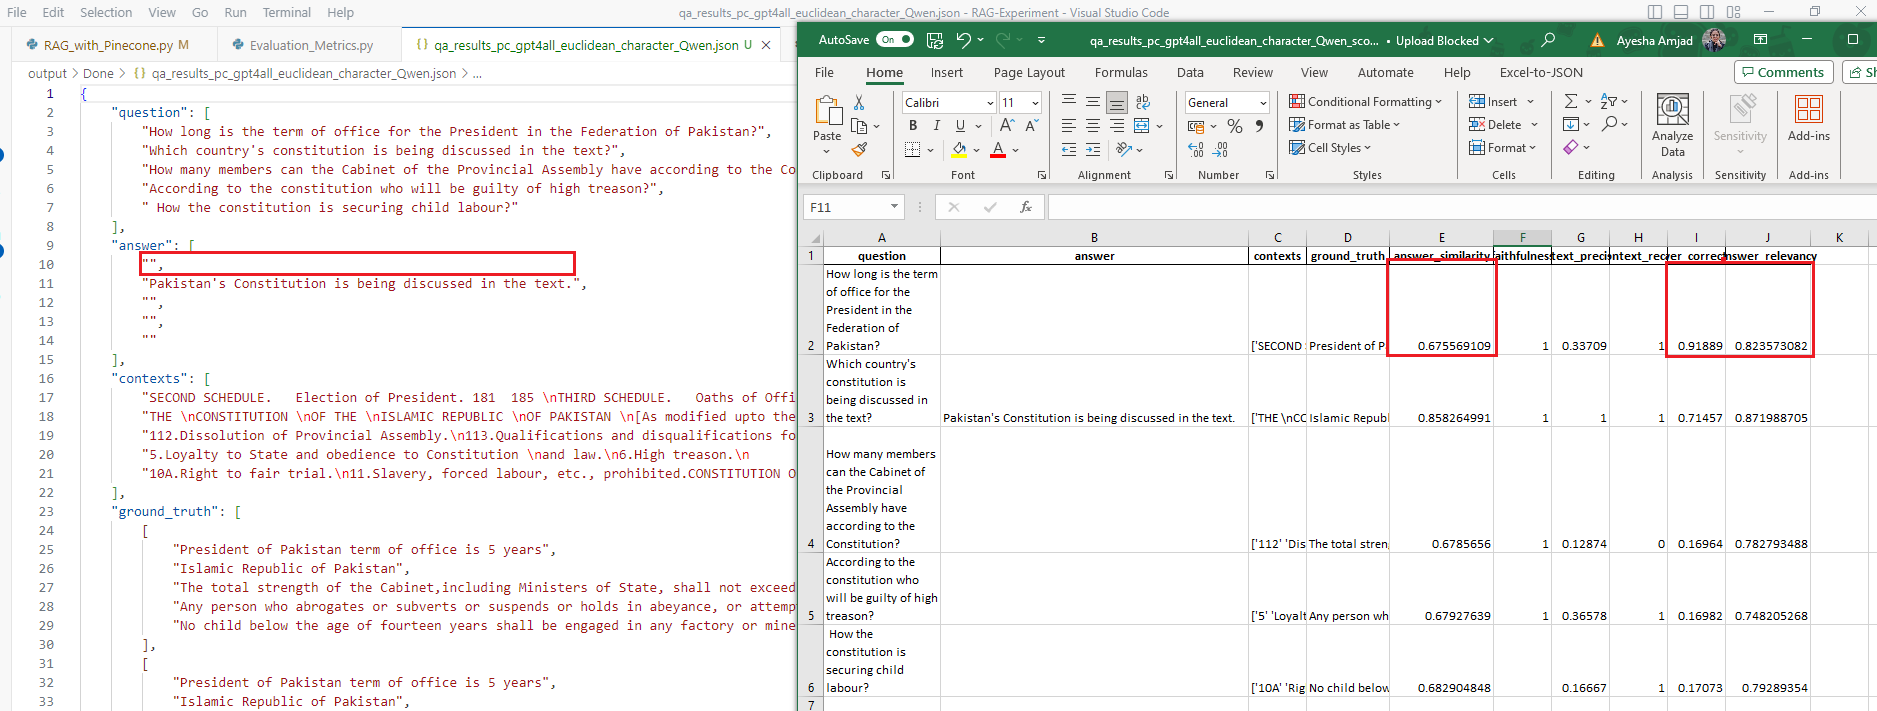 File Edit Selection View Go Run Terminal Help
qa_results_pc_gpt4all_euclidean_character_Qwen.json - RAG-Experiment - Visual Studio Code
RAG_with_Pinecone.py M
Evaluation_Metrics.py
{} qa_results_pc_gpt4all_euclidean_character_Qwen.json U ×
output > Done > {} qa_results_pc_gpt4all_euclidean_character_Qwen.json > ...
1 {
2 "question": [
3 "How long is the term of office for the President in the Federation of Pakistan?",
4 "Which country's constitution is being discussed in the text?",
5 "How many members can the Cabinet of the Provincial Assembly have according to the Co
6 "According to the constitution who will be guilty of high treason?",
7 " How the constitution is securing child labour?"
8 ],
9 "answer": [
10 "",
11 "Pakistan's Constitution is being discussed in the text.",
12 "",
13 "",
14 ""
15 ],
16 "contexts": [
17 "SECOND SCHEDULE.   Election of President. 181  185 \nTHIRD SCHEDULE.   Oaths of Offi
18 "THE \nCONSTITUTION \nOF THE \nISLAMIC REPUBLIC \nOF PAKISTAN \n[As modified upto the
19 "112.Dissolution of Provincial Assembly.\n113.Qualifications and disqualifications fo
20 "5.Loyalty to State and obedience to Constitution \nand law.\n6.High treason.\n
21 "10A.Right to fair trial.\n11.Slavery, forced labour, etc., prohibited.CONSTITUTION O
22 ],
23 "ground_truth": [
24 [
25 "President of Pakistan term of office is 5 years",
26 "Islamic Republic of Pakistan",
27 "The total strength of the Cabinet,including Ministers of State, shall not exceed
28 "Any person who abrogates or subverts or suspends or holds in abeyance, or attemp
29 "No child below the age of fourteen years shall be engaged in any factory or mine
30 ],
31 [
32 "President of Pakistan term of office is 5 years",
33 "Islamic Republic of Pakistan",
AutoSave On
qa_results_pc_gpt4all_euclidean_character_Qwen_sco... • Upload Blocked
Ayesha Amjad
File Home Insert Page Layout Formulas Data Review View Automate Help Excel-to-JSON
Comments
Sh
Paste
Calibri 11
B I U
General
Conditional Formatting
Format as Table
Cell Styles
Insert
Delete
Format
Analyze Data
Sensitivity
Add-ins
Clipboard Font Alignment Number Styles Cells Editing Analysis Sensitivity Add-ins
F11
fx
A B C D E F G H I J K
1 question answer contexts ground_truth answer_similarity aithfulness text_precis ntext_rec er_correc nswer_relevancy
How long is the term
of office for the
President in the
Federation of
2 Pakistan? ['SECOND President of P 0.675569109 1 0.33709 1 0.91889 0.823573082
Which country's
constitution is
being discussed in
3 the text? Pakistan's Constitution is being discussed in the text. ['THE \nCO Islamic Republ 0.858264991 1 1 1 0.71457 0.871988705
How many members
can the Cabinet of
the Provincial
Assembly have
according to the
4 Constitution? ['112' 'Dis The total stren 0.6785656 1 0.12874 0 0.16964 0.782793488
According to the
constitution who
will be guilty of high
5 treason? ['5' 'Loyalt Any person wh 0.67927639 1 0.36578 1 0.16982 0.748205268
How the
constitution is
securing child
6 labour? ['10A' 'Rig No child below 0.682904848 0.16667 1 0.17073 0.79289354
7